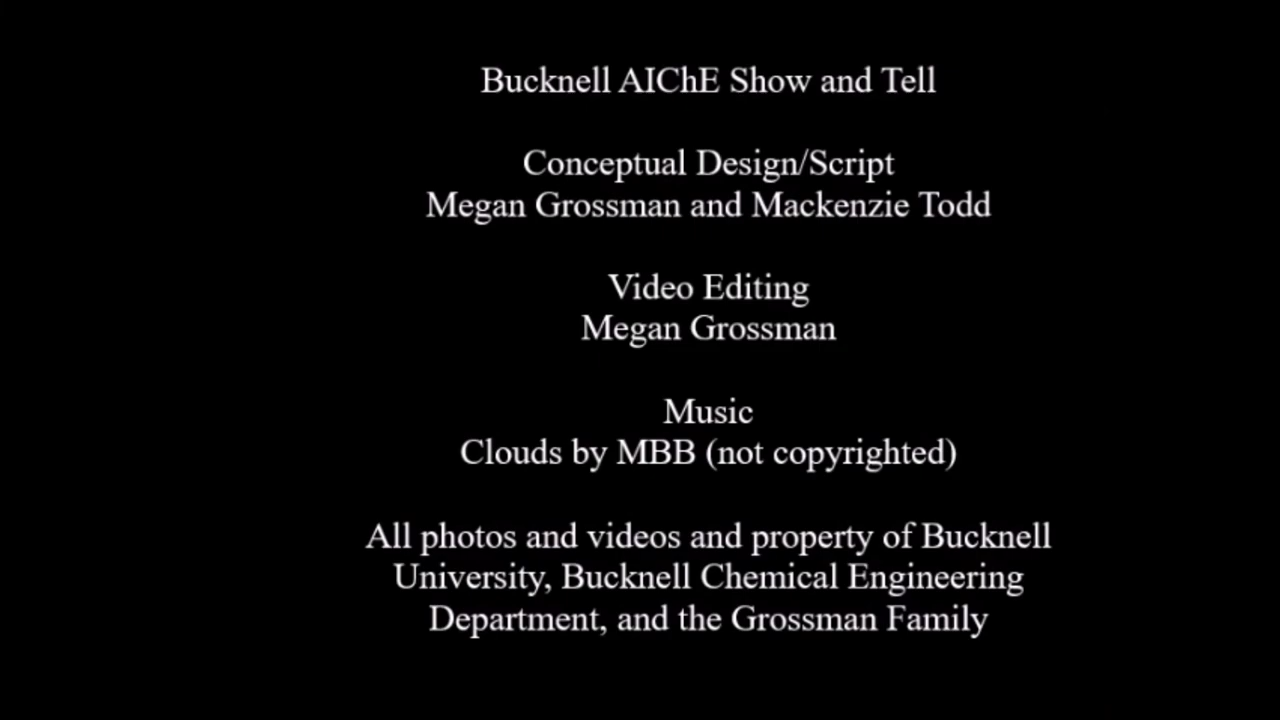 Bucknell AIChE Show and Tell
Conceptual Design/Script
Megan Grossman and Mackenzie Todd
Video Editing
Megan Grossman
Music
Clouds by MBB (not copyrighted)
All photos and videos and property of Bucknell
University, Bucknell Chemical Engineering
Department, and the Grossman Family